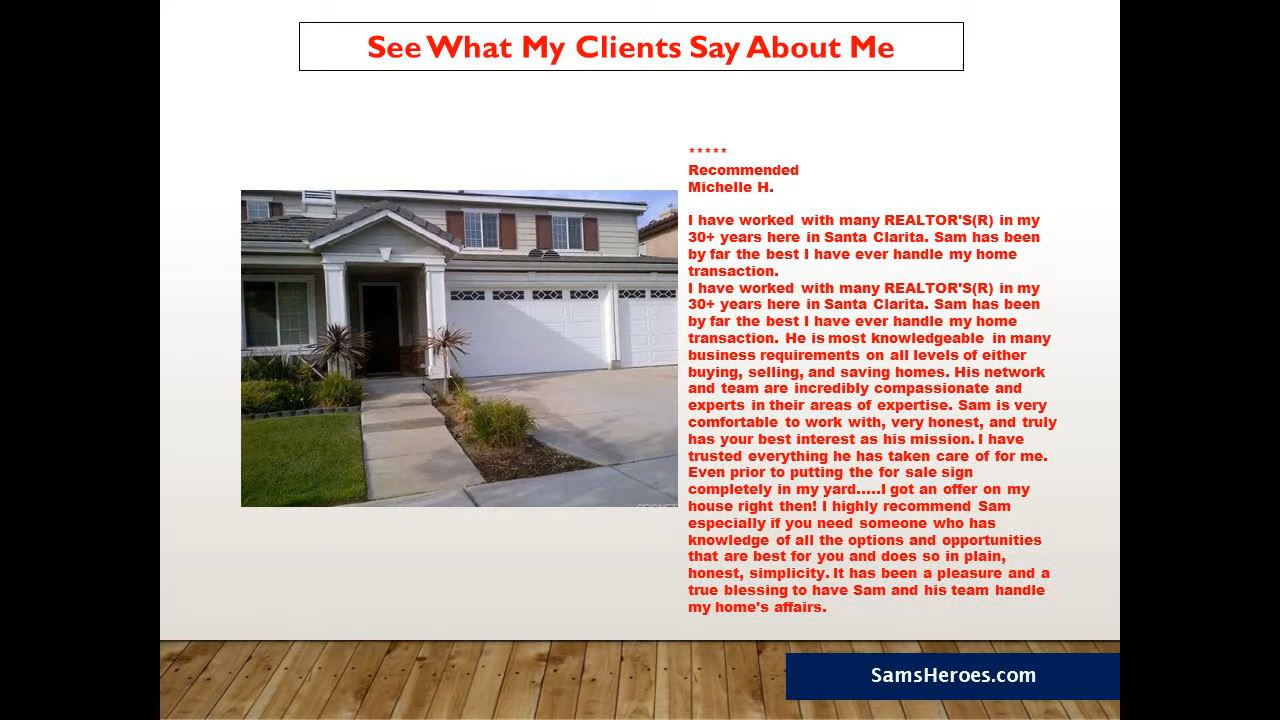 See What My Clients Say About Me
*****
Recommended
Michelle H.
I have worked with many REALTOR'S(R) in my
30+ years here in Santa Clarita. Sam has been
by far the best I have ever handle my home
transaction.
I have worked with many REALTOR'S(R) in my
30+ years here in Santa Clarita. Sam has been
by far the best I have ever handle my home
transaction. He is most knowledgeable in many
business requirements on all levels of either
buying, selling, and saving homes. His network
and team are incredibly compassionate and
experts in their areas of expertise. Sam is very
comfortable to work with, very honest, and truly
has your best interest as his mission. I have
trusted everything he has taken care of for me.
Even prior to putting the for sale sign
completely in my yard.....I got an offer on my
house right then! I highly recommend Sam
especially if you need someone who has
knowledge of all the options and opportunities
that are best for you and does so in plain,
honest, simplicity. It has been a pleasure and a
true blessing to have Sam and his team handle
my home's affairs.
SamsHeroes.com